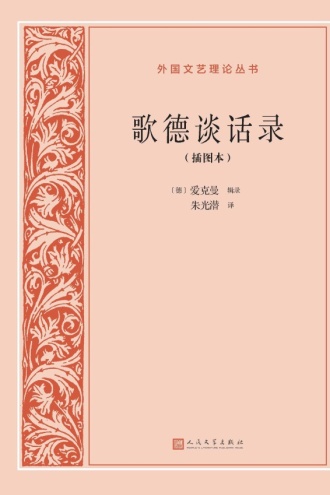 外国文艺理论丛书
歌德谈话录
（插图本）
〔德〕爱克曼 编录
朱光潜 译
人民文学出版社